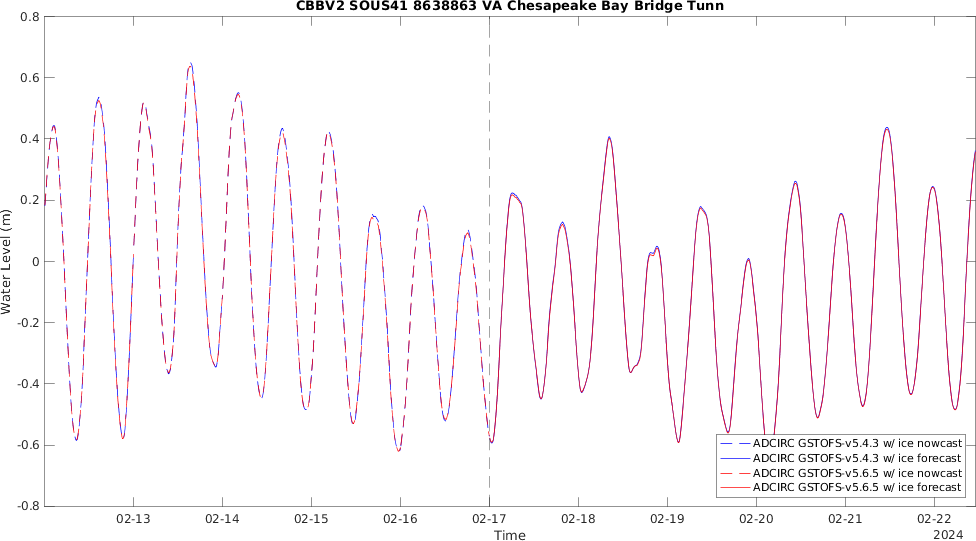 CBBV2 SOUS41 8638863 VA Chesapeake Bay Bridge Tunn
0.8
0.6
0.4
0.2
0
-0.2
-0.4
-0.6
-0.8
Water Level (m)
ADCIRC GSTOFS-v5.4.3 w/ ice nowcast
ADCIRC GSTOFS-v5.4.3 w/ ice forecast
ADCIRC GSTOFS-v5.6.5 w/ ice nowcast
ADCIRC GSTOFS-v5.6.5 w/ ice forecast
02-13 02-14 02-15 02-16 02-17 02-18 02-19 02-20 02-21 02-22
Time
2024